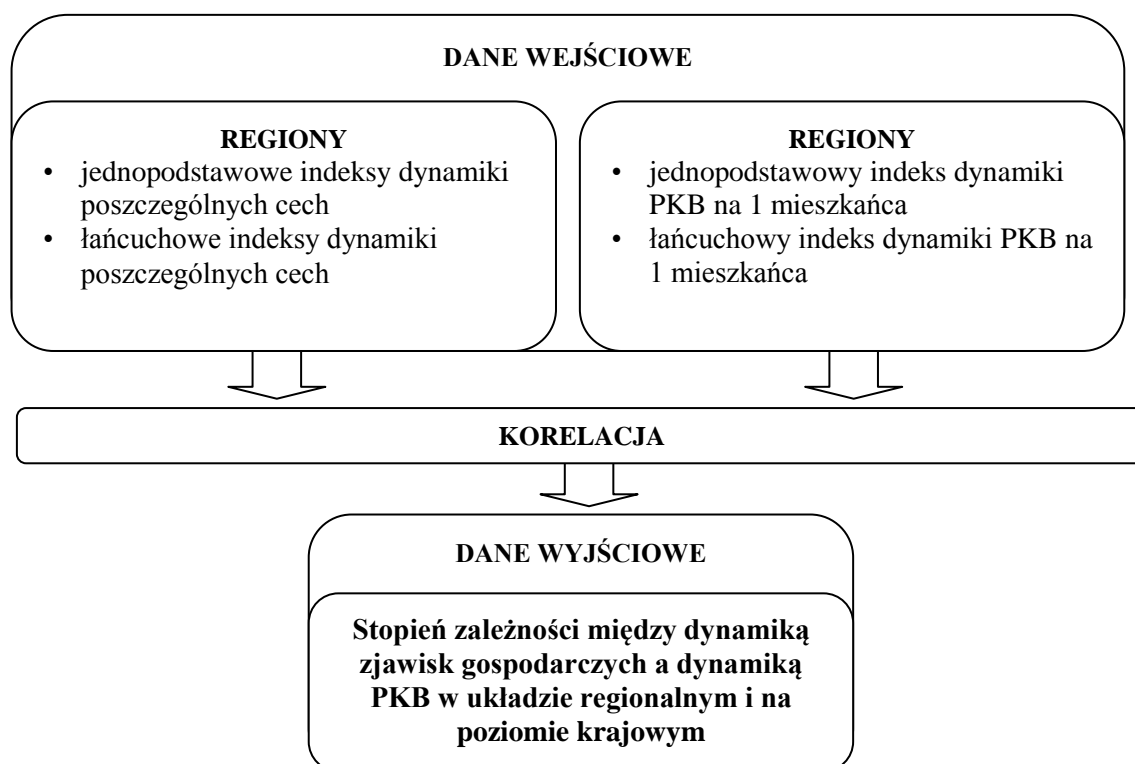 DANE WEJŚCIOWE
REGIONY
• jednopodstawowe indeksy dynamiki
poszczególnych cech
• łańcuchowe indeksy dynamiki
poszczególnych cech
REGIONY
• jednopodstawowy indeks dynamiki
PKB na 1 mieszkańca
• łańcuchowy indeks dynamiki PKB na
1 mieszkańca
KORELACJA
DANE WYJŚCIOWE
Stopień zależności między dynamiką
zjawisk gospodarczych a dynamiką
PKB w układzie regionalnym i na
poziomie krajowym